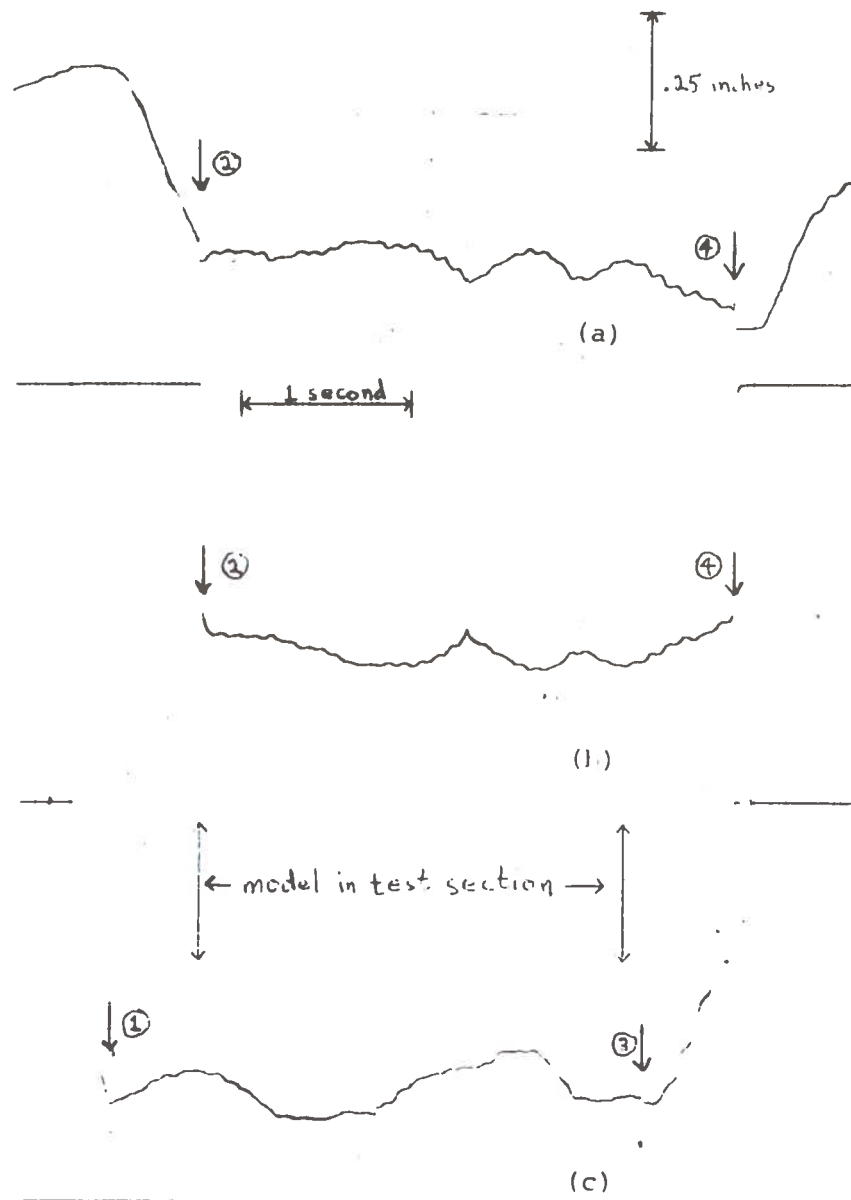 .25 inches
②
④
(a)
1 second
②
④
(b)
← model in test section →
①
③
(c)